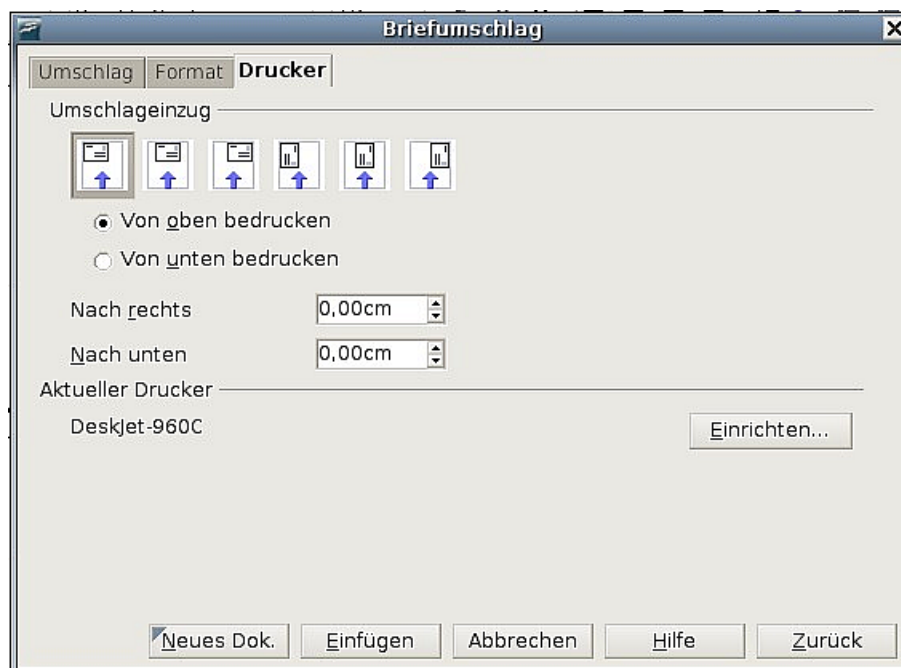 Briefumschlag
Umschlag Format Drucker
Umschlageinzug
Von oben bedrucken
Von unten bedrucken
Nach rechts 0,00cm
Nach unten 0,00cm
Aktueller Drucker
DeskJet-960C
Einrichten...
Neues Dok. Einfügen Abbrechen Hilfe Zurück